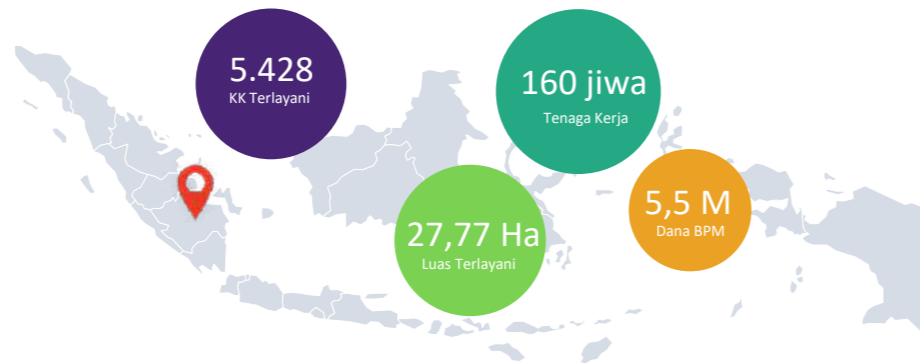 5.428
KK Terlayani
160 jiwa
Tenaga Kerja
27,77 Ha
Luas Terlayani
5,5 M
Dana BPM